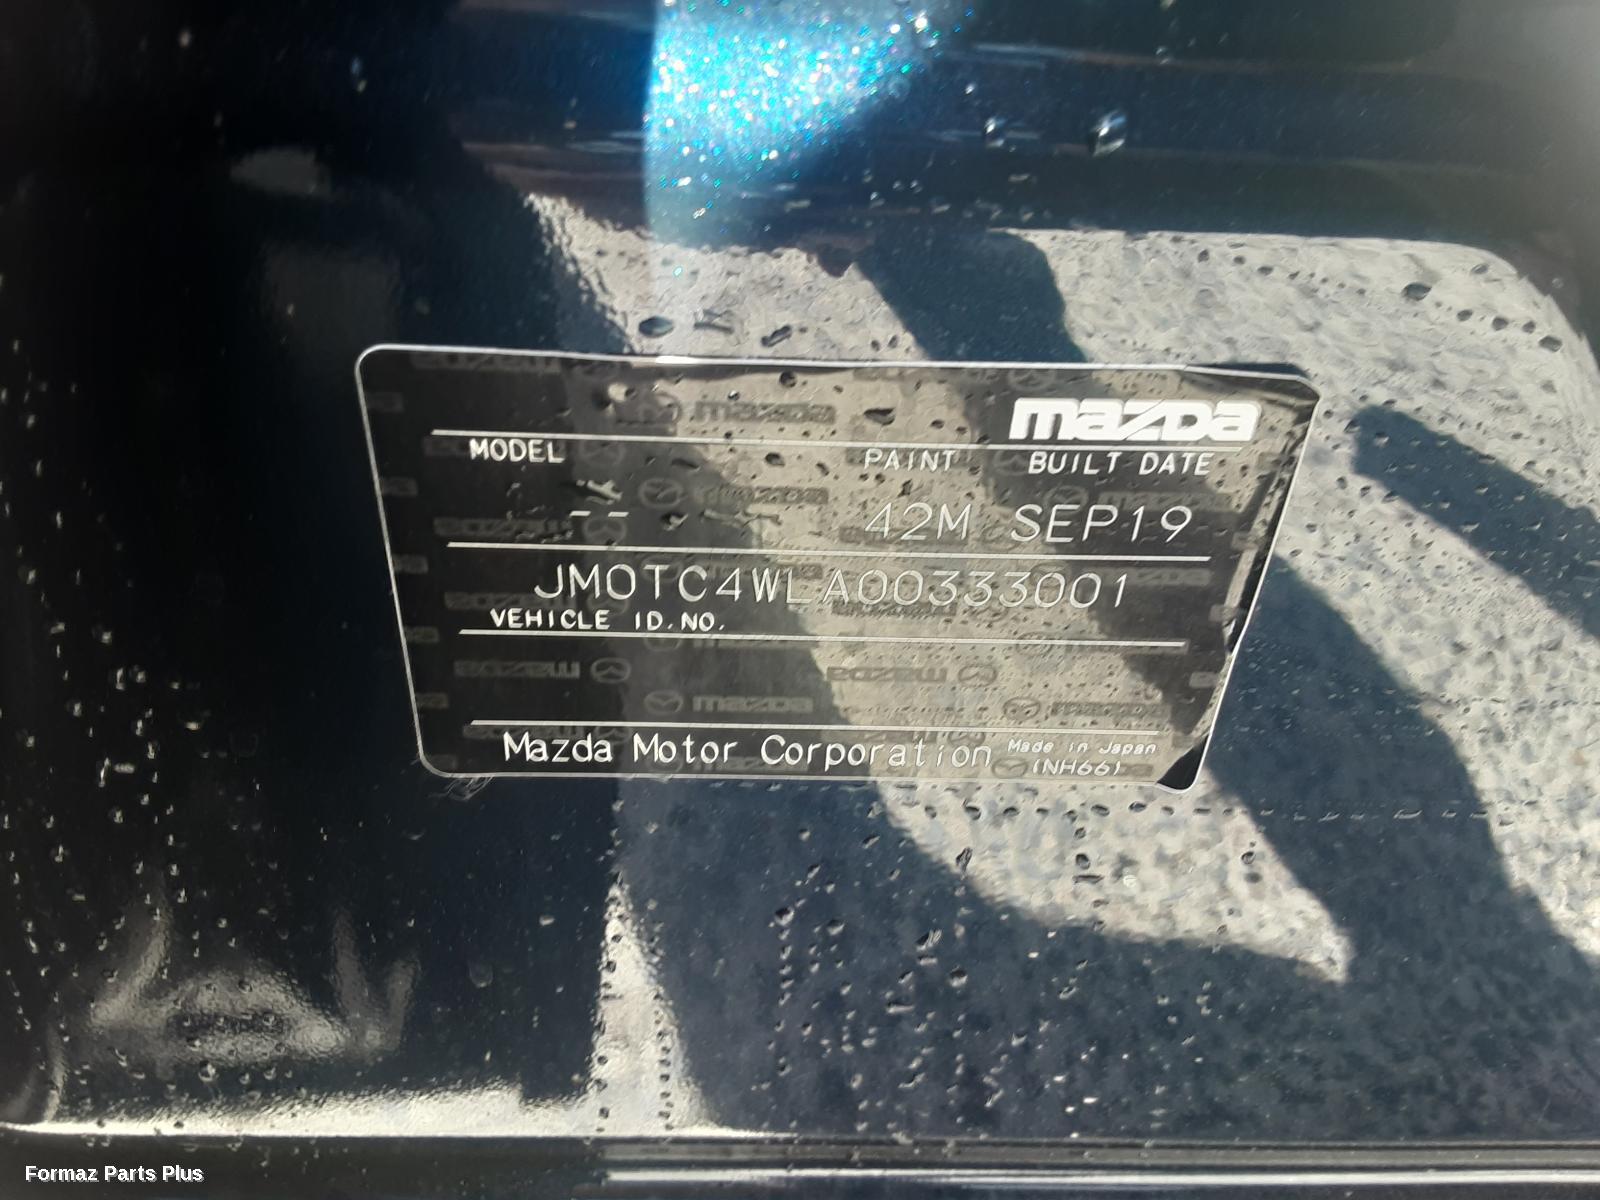 mazda
MODEL PAINT BUILT DATE
-- 42M SEP19
JM0TC4WLA00333001
VEHICLE ID.NO.
Mazda Motor Corporation Made in Japan
(NH66)
Formaz Parts Plus